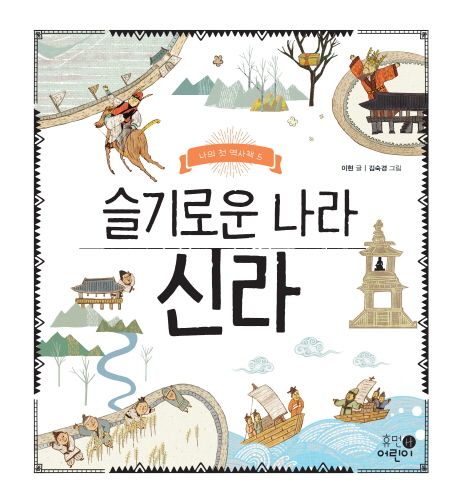 나의 첫 역사책 5
이현 글 | 김숙경 그림
슬기로운 나라
신라
휴먼
어린이